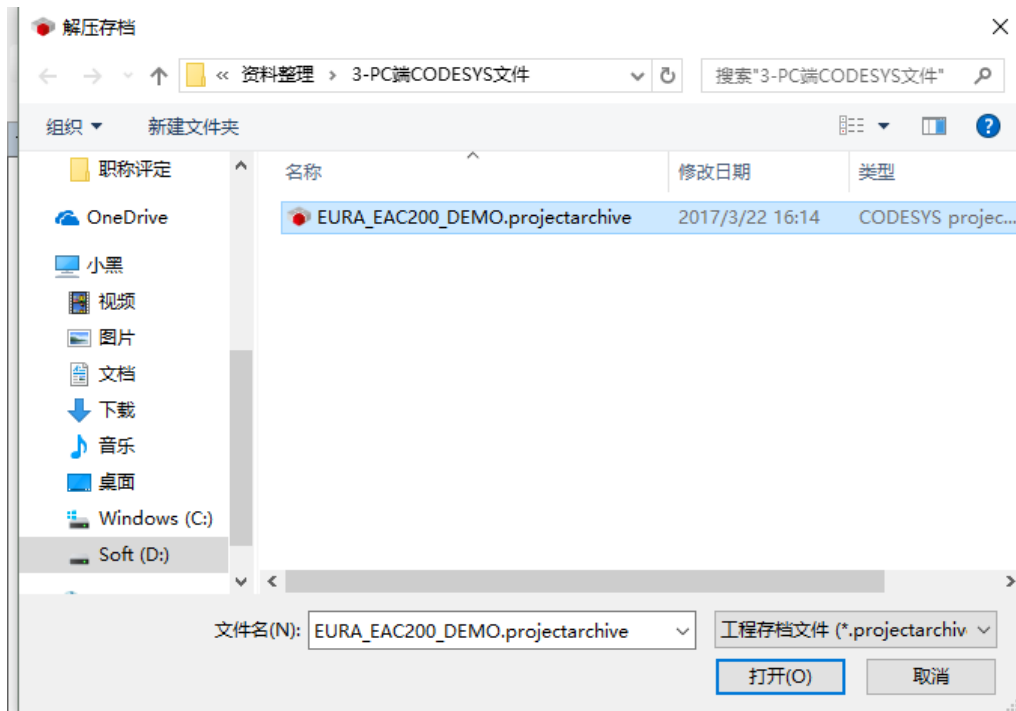 解压存档
« 资料整理 › 3-PC端CODESYS文件
搜索"3-PC端CODESYS文件"
组织
新建文件夹
职称评定
OneDrive
小黑
视频
图片
文档
下载
音乐
桌面
Windows (C:)
Soft (D:)
名称 修改日期 类型
EURA_EAC200_DEMO.projectarchive 2017/3/22 16:14 CODESYS projec...
文件名(N): EURA_EAC200_DEMO.projectarchive
工程存档文件 (*.projectarchiv
打开(O) 取消